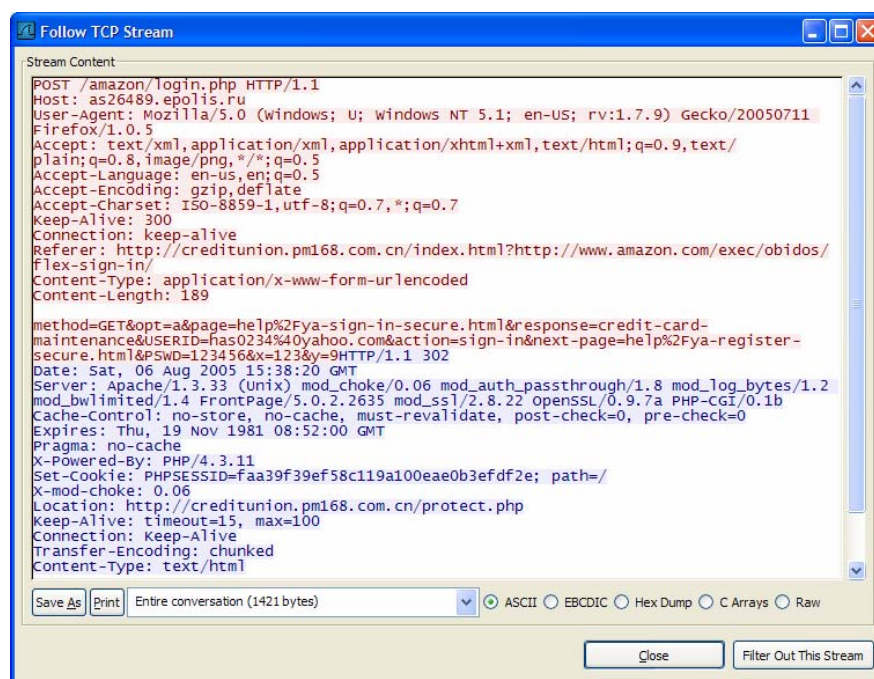 Follow TCP Stream
Stream Content
POST /amazon/login.php HTTP/1.1
Host: as26489.epolis.ru
User-Agent: Mozilla/5.0 (Windows; U; Windows NT 5.1; en-US; rv:1.7.9) Gecko/20050711
Firefox/1.0.5
Accept: text/xml,application/xml,application/xhtml+xml,text/html;q=0.9,text/
plain;q=0.8,image/png,*/*;q=0.5
Accept-Language: en-us,en;q=0.5
Accept-Encoding: gzip,deflate
Accept-Charset: ISO-8859-1,utf-8;q=0.7,*;q=0.7
Keep-Alive: 300
Connection: keep-alive
Referer: http://creditunion.pm168.com.cn/index.html?http://www.amazon.com/exec/obidos/
flex-sign-in/
Content-Type: application/x-www-form-urlencoded
Content-Length: 189
method=GET&opt=a&page=help%2Fya-sign-in-secure.html&response=credit-card-
maintenance&USERID=has0234%40yahoo.com&action=sign-in&next-page=help%2Fya-register-
secure.html&PSWD=123456&x=123&y=9HTTP/1.1 302
Date: Sat, 06 Aug 2005 15:38:20 GMT
Server: Apache/1.3.33 (Unix) mod_choke/0.06 mod_auth_passthrough/1.8 mod_log_bytes/1.2
mod_bwlimited/1.4 FrontPage/5.0.2.2635 mod_ssl/2.8.22 OpenSSL/0.9.7a PHP-CGI/0.1b
Cache-Control: no-store, no-cache, must-revalidate, post-check=0, pre-check=0
Expires: Thu, 19 Nov 1981 08:52:00 GMT
Pragma: no-cache
X-Powered-By: PHP/4.3.11
Set-Cookie: PHPSESSID=faa39f39ef58c119a100eae0b3efdf2e; path=/
X-mod-choke: 0.06
Location: http://creditunion.pm168.com.cn/protect.php
Keep-Alive: timeout=15, max=100
Connection: Keep-Alive
Transfer-Encoding: chunked
Content-Type: text/html
Save As Print Entire conversation (1421 bytes) ASCII EBCDIC Hex Dump C Arrays Raw
Close Filter Out This Stream